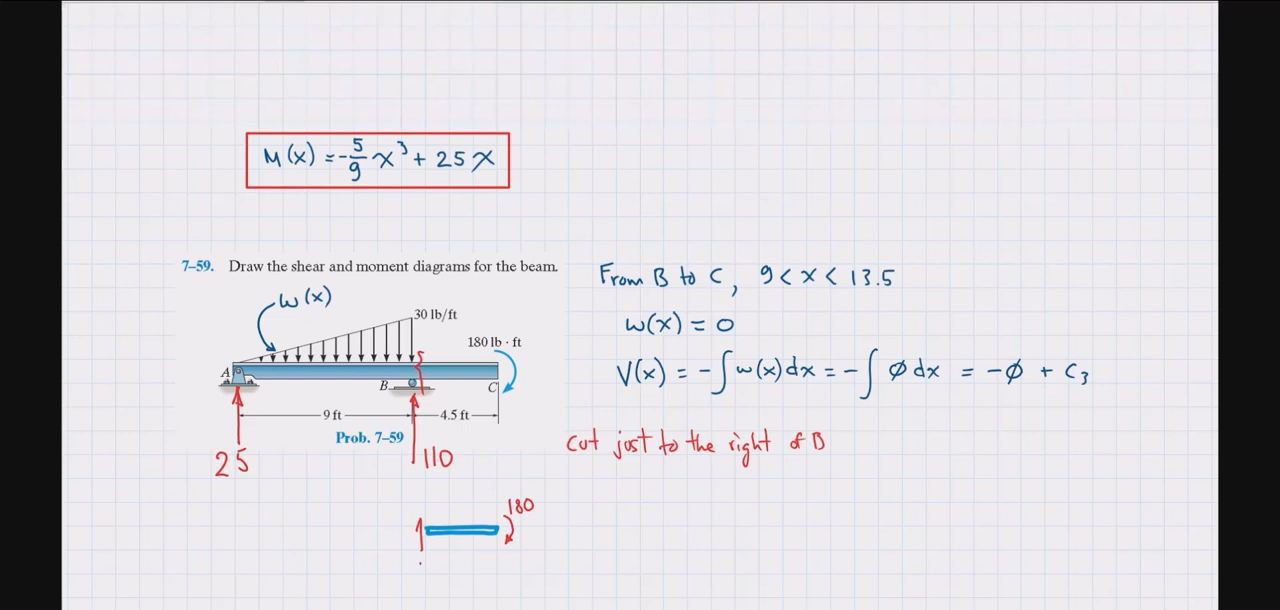 M(x) = -5/9 x³ + 25x
7–59. Draw the shear and moment diagrams for the beam.
w(x)
30 lb/ft
180 lb · ft
A
B
C
9 ft
4.5 ft
Prob. 7–59
25
110
180
From B to C, 9 < x < 13.5
w(x) = 0
V(x) = -∫w(x)dx = -∫ϕdx = -ϕ + C₃
cut just to the right of B